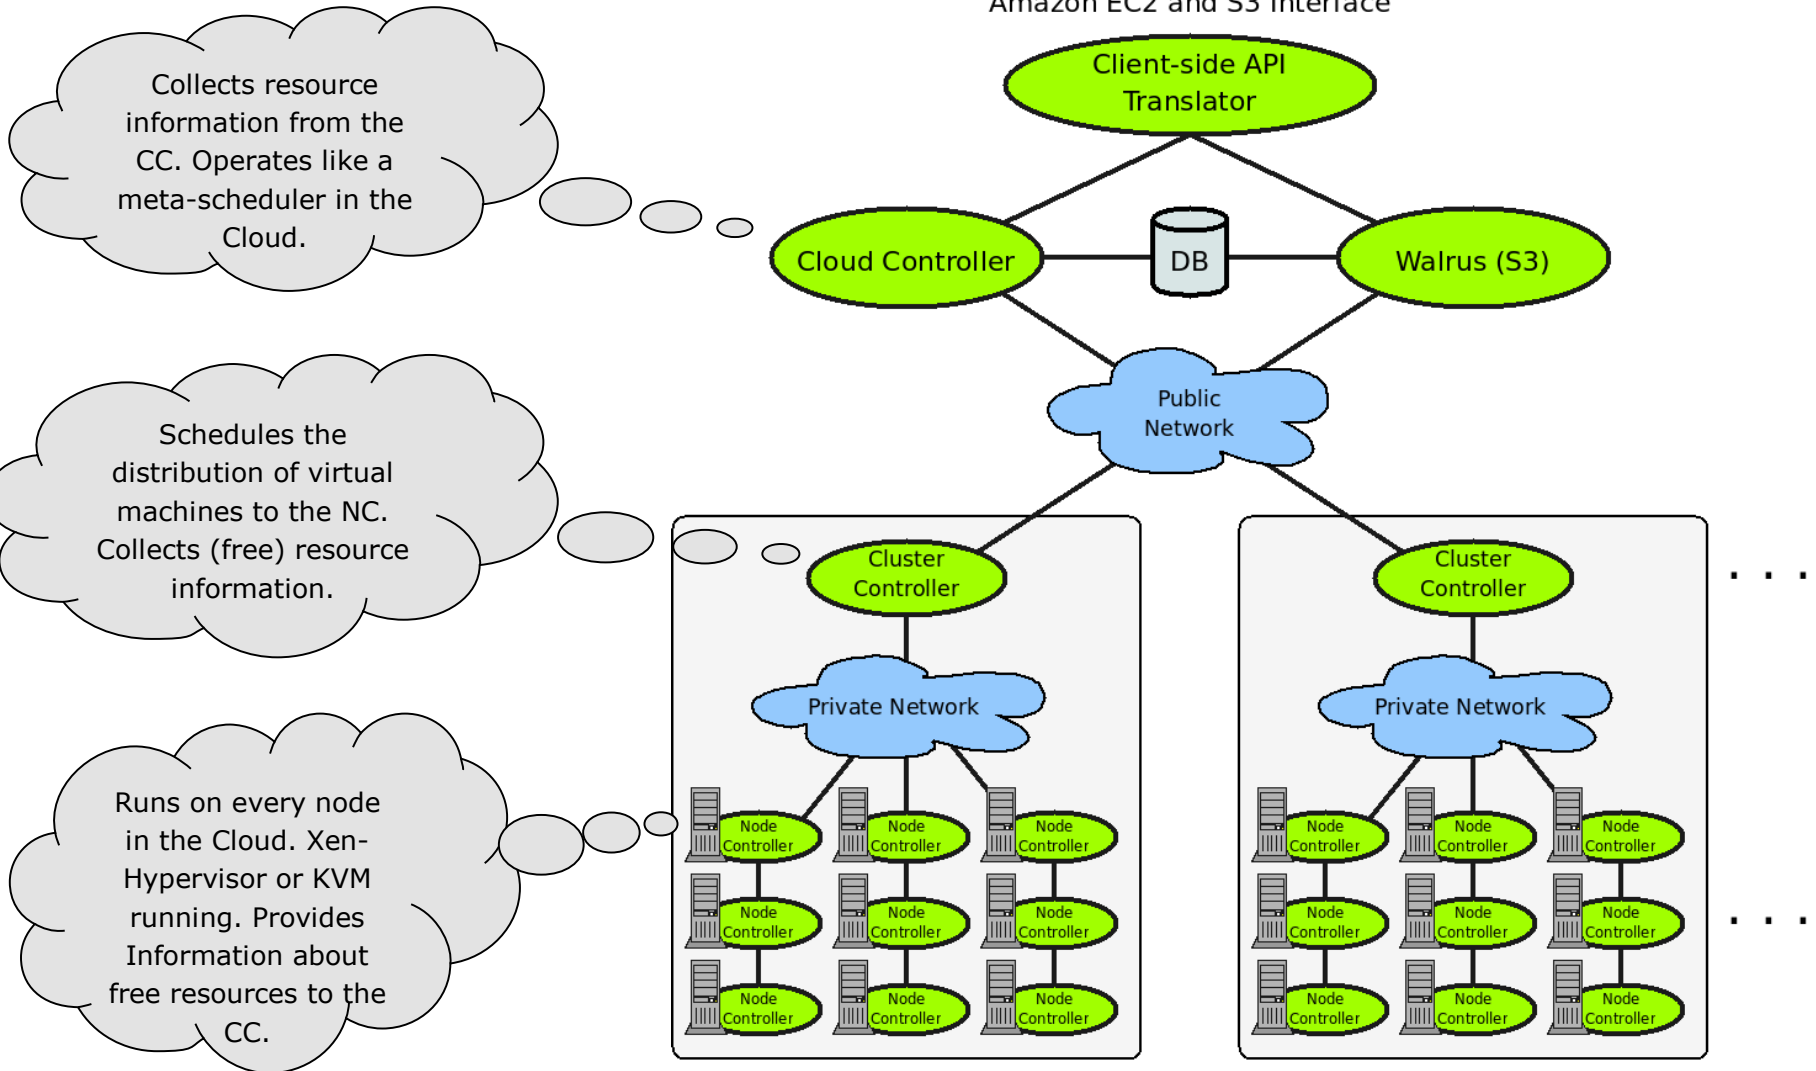 Amazon EC2 and S3 Interface
Client-side API
Translator
Collects resource
information from the
CC. Operates like a
meta-scheduler in the
Cloud.
Cloud Controller
DB
Walrus (S3)
Public
Network
Schedules the
distribution of virtual
machines to the NC.
Collects (free) resource
information.
Cluster
Controller
Cluster
Controller
. . .
Private Network
Private Network
Runs on every node
in the Cloud. Xen-
Hypervisor or KVM
running. Provides
Information about
free resources to the
CC.
Node
Controller
Node
Controller
Node
Controller
Node
Controller
Node
Controller
Node
Controller
Node
Controller
Node
Controller
Node
Controller
Node
Controller
Node
Controller
Node
Controller
. . .
Node
Controller
Node
Controller
Node
Controller
Node
Controller
Node
Controller
Node
Controller